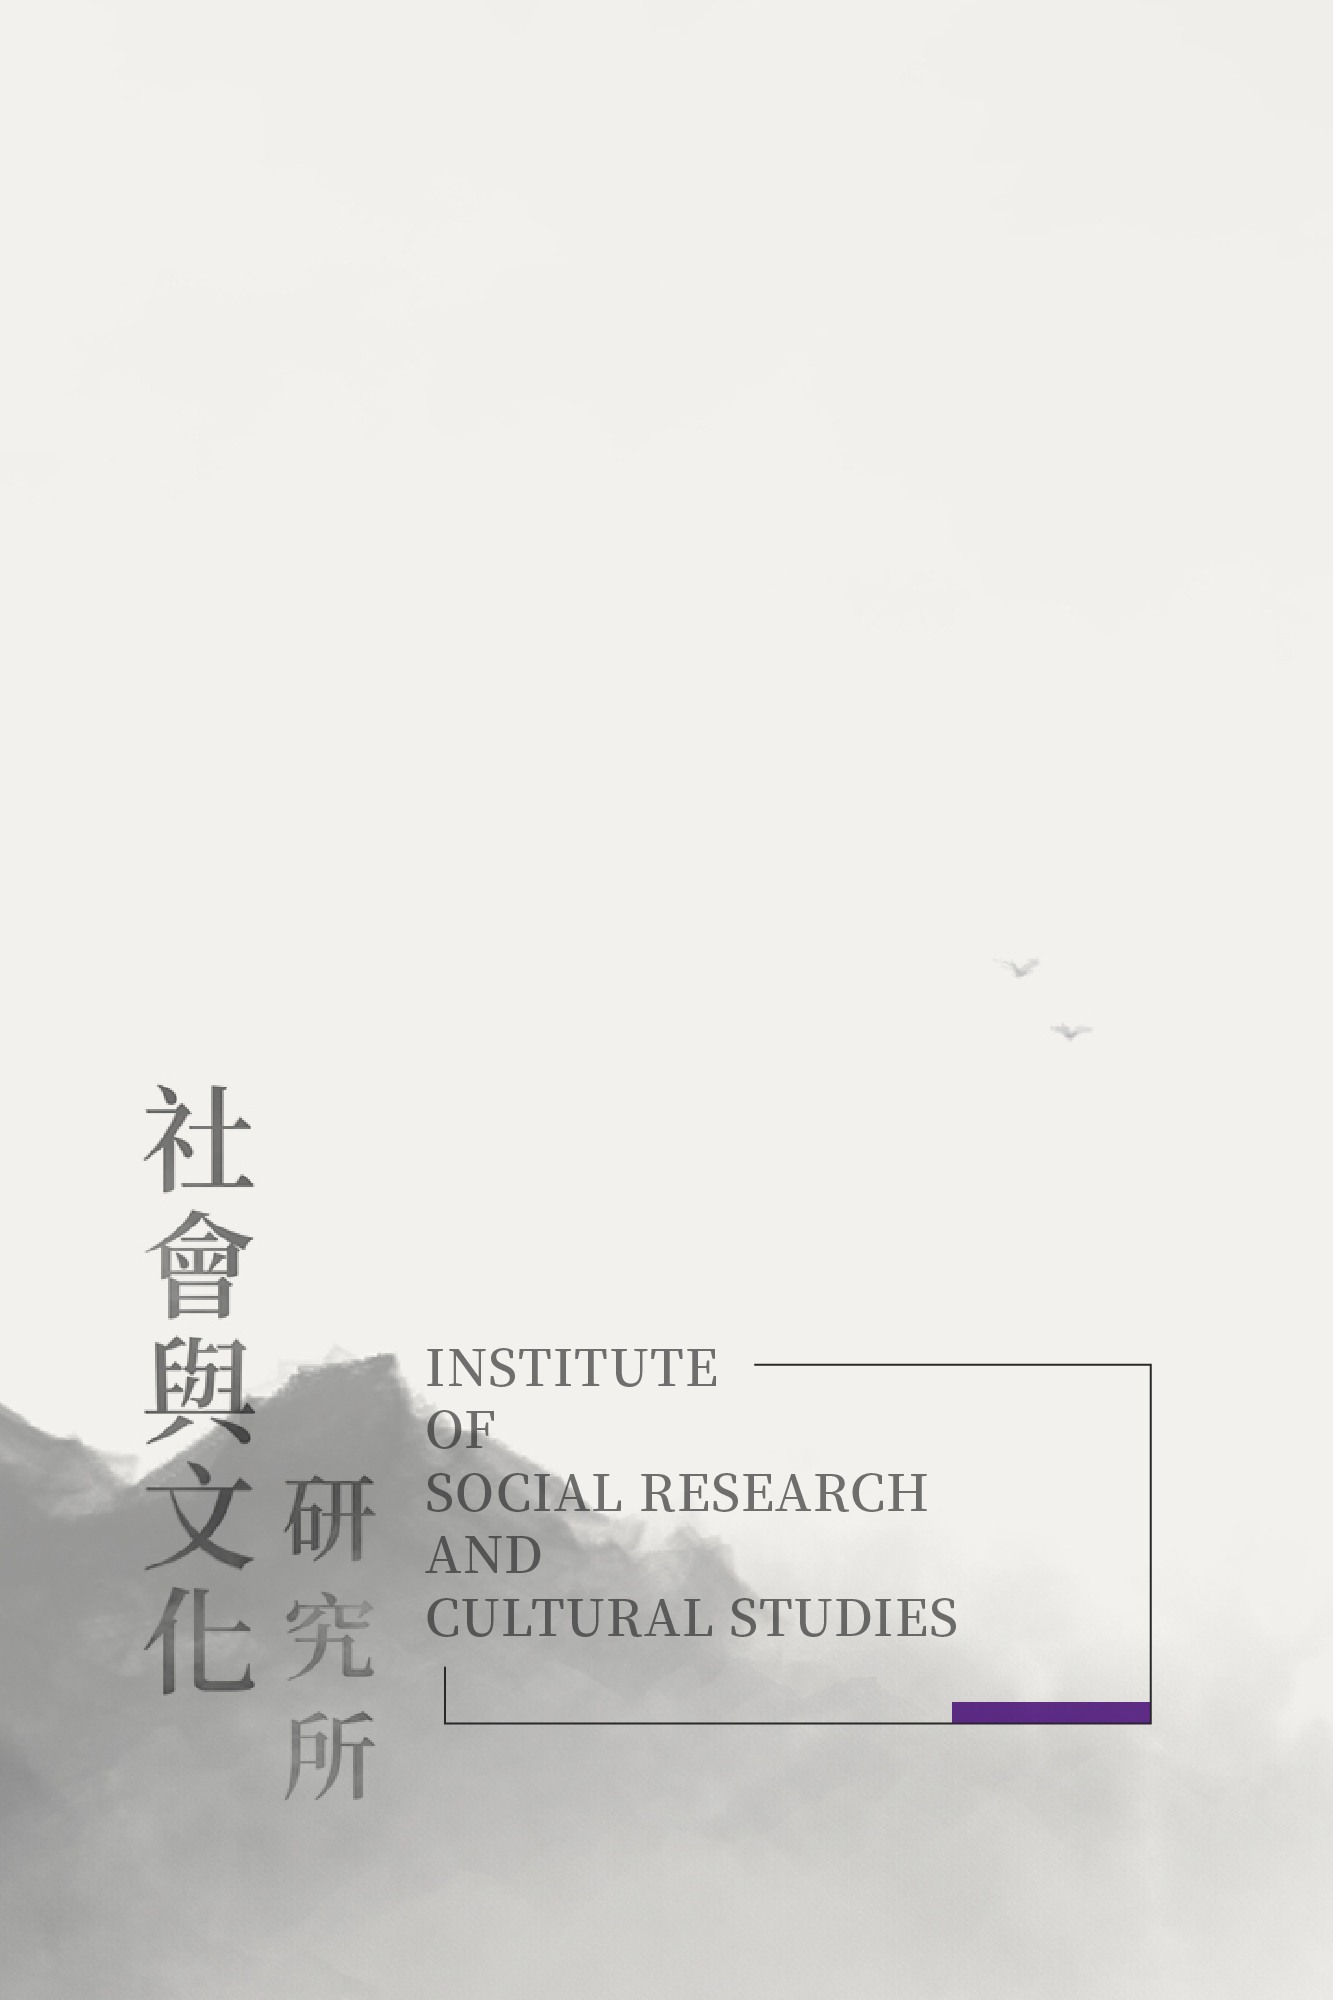 社會與文化
研究所
INSTITUTE
OF
SOCIAL RESEARCH
AND
CULTURAL STUDIES